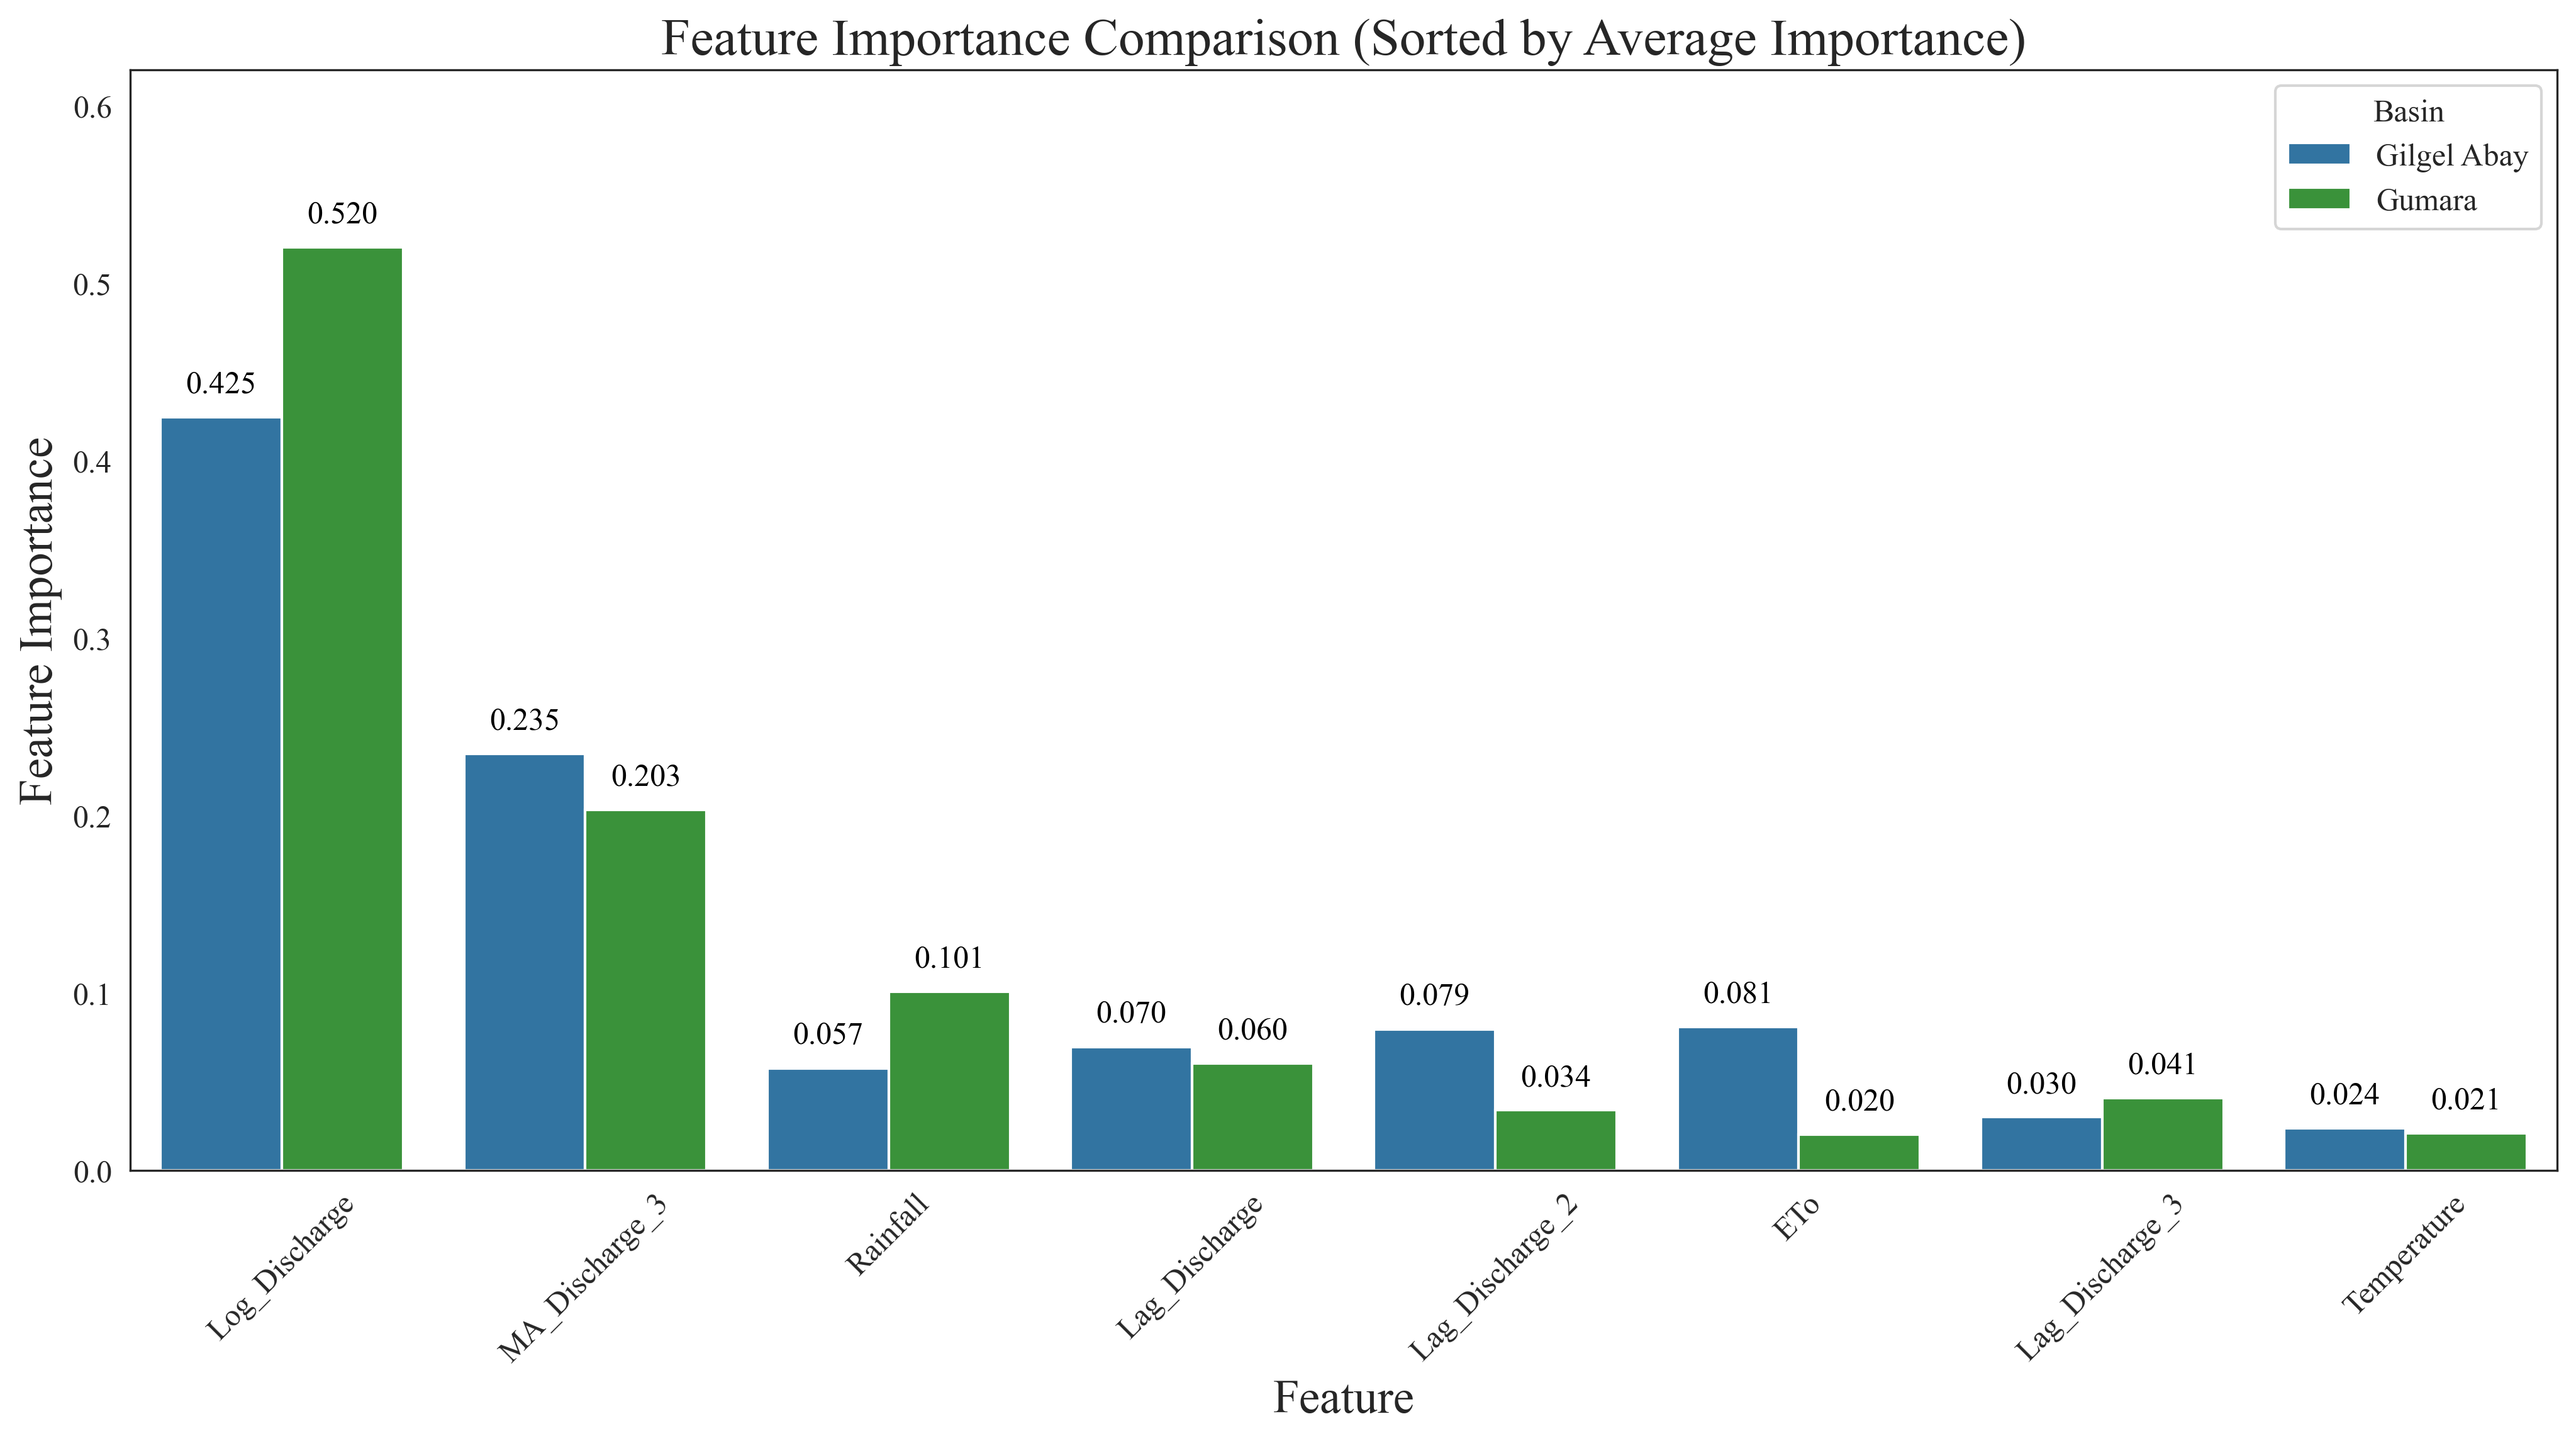 Feature Importance Comparison (Sorted by Average Importance)
Feature Importance
0.6
0.5
0.4
0.3
0.2
0.1
0.0
Basin
Gilgel Abay
Gumara
0.425
0.520
0.235
0.203
0.057
0.101
0.070
0.060
0.079
0.034
0.081
0.020
0.030
0.041
0.024
0.021
Log_Discharge
MA_Discharge_3
Rainfall
Lag_Discharge
Lag_Discharge_2
ETo
Lag_Discharge_3
Temperature
Feature